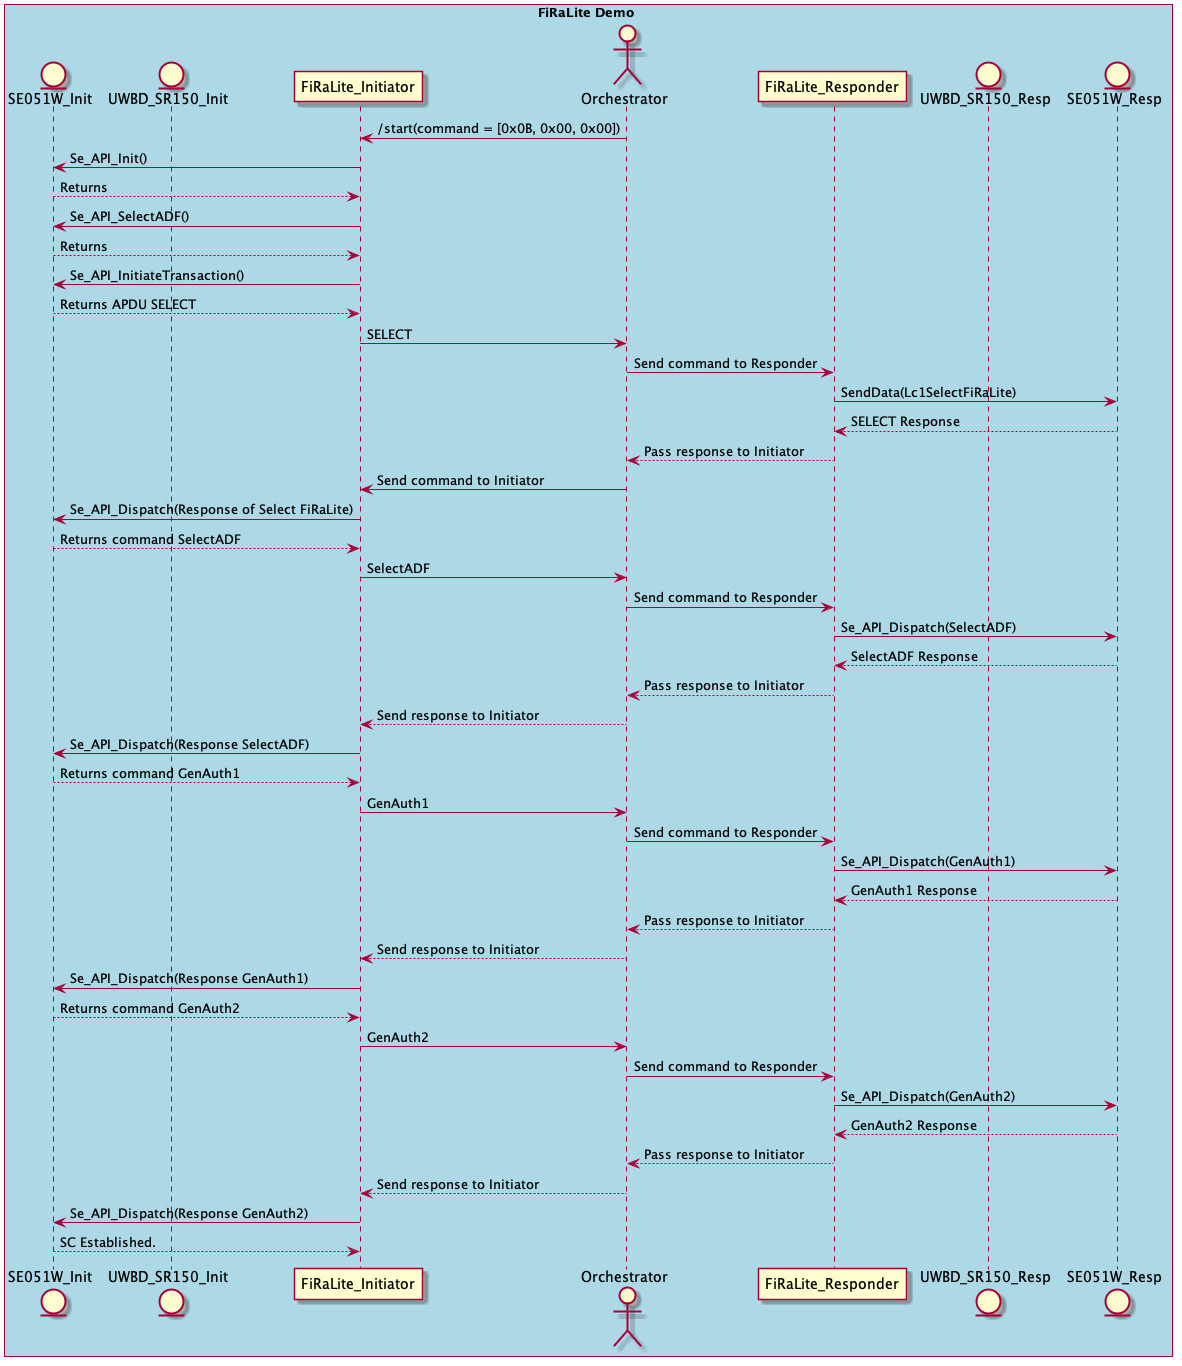 FiRaLite Demo
SE051W_Init
UWBD_SR150_Init
FiRaLite_Initiator
Orchestrator
FiRaLite_Responder
UWBD_SR150_Resp
SE051W_Resp
/start(command = [0x0B, 0x00, 0x00])
Se_API_Init()
Returns
Se_API_SelectADF()
Returns
Se_API_InitiateTransaction()
Returns APDU SELECT
SELECT
Send command to Responder
SendData(Lc1SelectFiRaLite)
SELECT Response
Pass response to Initiator
Send command to Initiator
Se_API_Dispatch(Response of Select FiRaLite)
Returns command SelectADF
SelectADF
Send command to Responder
Se_API_Dispatch(SelectADF)
SelectADF Response
Pass response to Initiator
Send response to Initiator
Se_API_Dispatch(Response SelectADF)
Returns command GenAuth1
GenAuth1
Send command to Responder
Se_API_Dispatch(GenAuth1)
GenAuth1 Response
Pass response to Initiator
Send response to Initiator
Se_API_Dispatch(Response GenAuth1)
Returns command GenAuth2
GenAuth2
Send command to Responder
Se_API_Dispatch(GenAuth2)
GenAuth2 Response
Pass response to Initiator
Send response to Initiator
Se_API_Dispatch(Response GenAuth2)
SC Established.
SE051W_Init
UWBD_SR150_Init
FiRaLite_Initiator
Orchestrator
FiRaLite_Responder
UWBD_SR150_Resp
SE051W_Resp